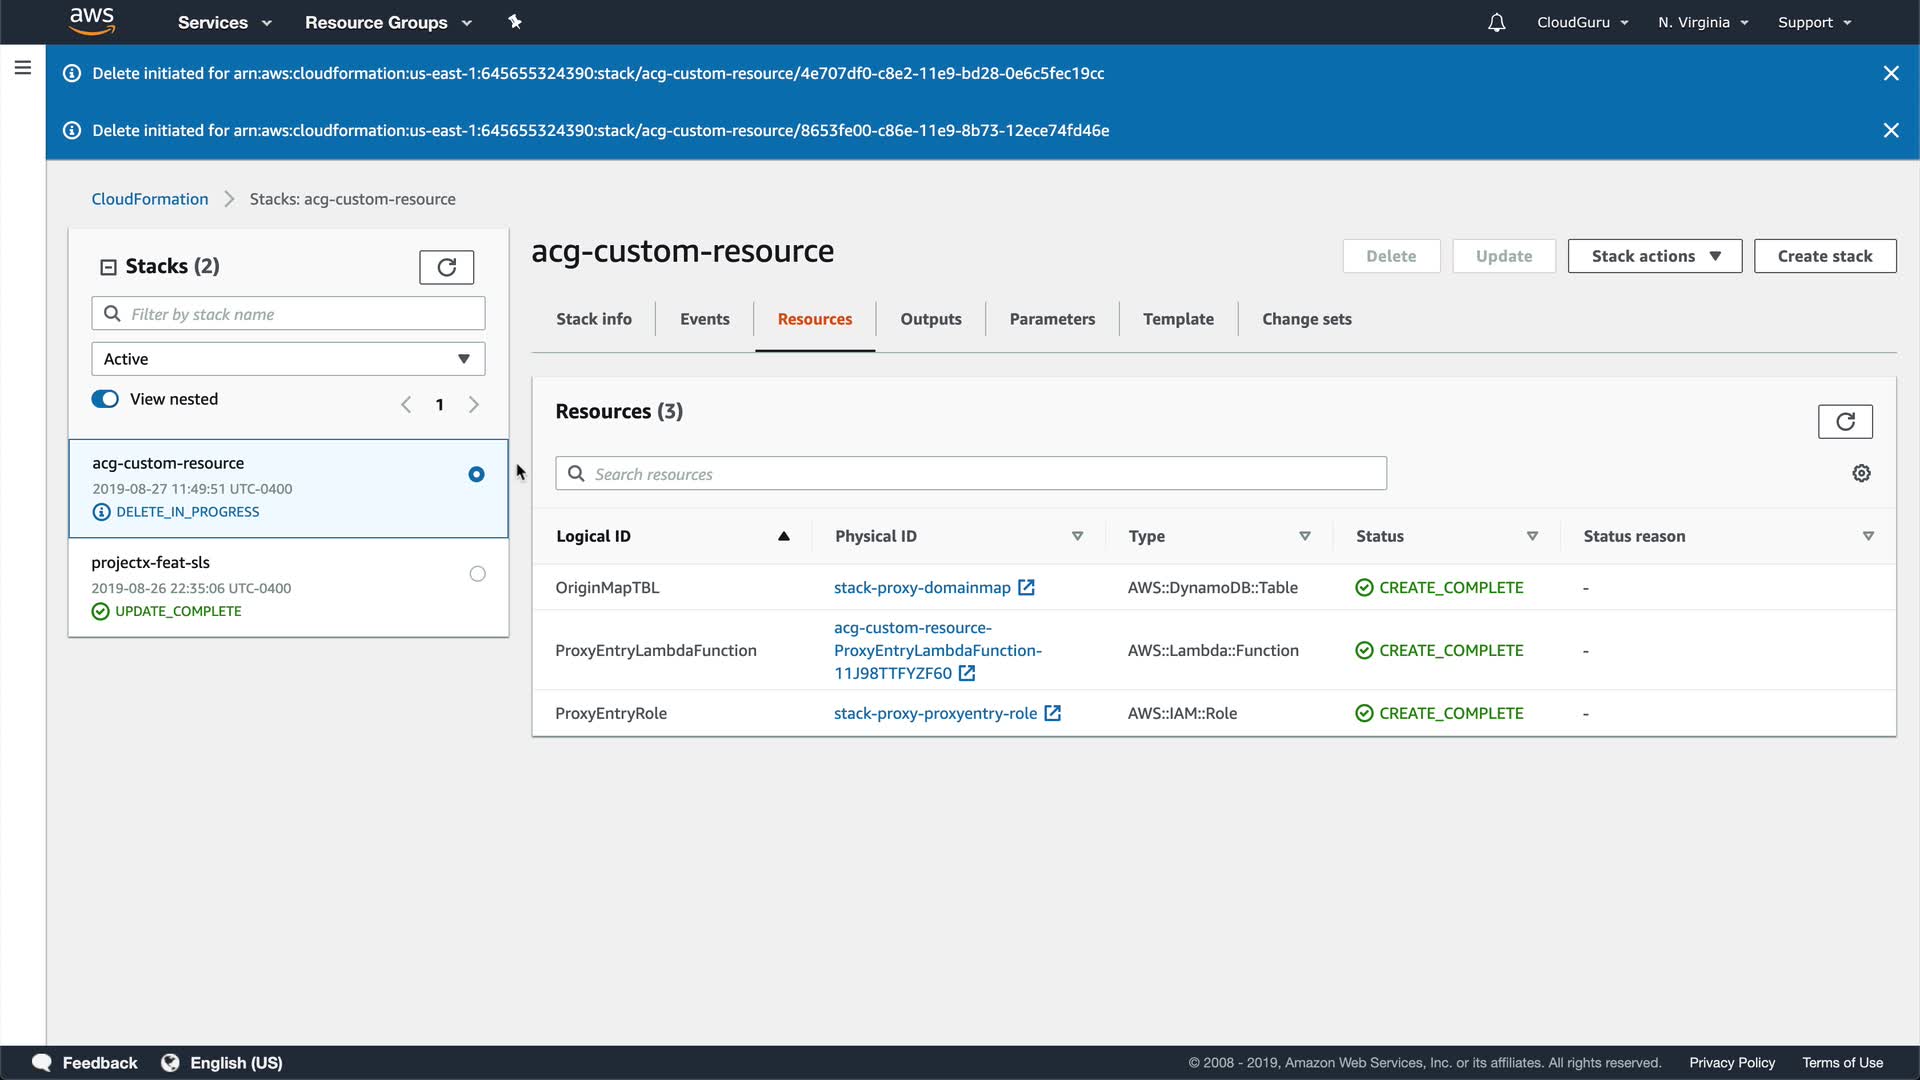 aws
Services
Resource Groups
CloudGuru
N. Virginia
Support
Delete initiated for arn:aws:cloudformation:us-east-1:645655324390:stack/acg-custom-resource/4e707df0-c8e2-11e9-bd28-0e6c5fec19cc
Delete initiated for arn:aws:cloudformation:us-east-1:645655324390:stack/acg-custom-resource/8653fe00-c86e-11e9-8b73-12ece74fd46e
CloudFormation
Stacks: acg-custom-resource
Stacks (2)
Filter by stack name
Active
View nested
1
acg-custom-resource
2019-08-27 11:49:51 UTC-0400
DELETE_IN_PROGRESS
projectx-feat-sls
2019-08-26 22:35:06 UTC-0400
UPDATE_COMPLETE
acg-custom-resource
Delete
Update
Stack actions
Create stack
Stack info
Events
Resources
Outputs
Parameters
Template
Change sets
Resources (3)
Search resources
Logical ID
Physical ID
Type
Status
Status reason
OriginMapTBL
stack-proxy-domainmap
AWS::DynamoDB::Table
CREATE_COMPLETE
-
ProxyEntryLambdaFunction
acg-custom-resource-
ProxyEntryLambdaFunction-
11J98TTFYZF60
AWS::Lambda::Function
CREATE_COMPLETE
-
ProxyEntryRole
stack-proxy-proxyentry-role
AWS::IAM::Role
CREATE_COMPLETE
-
Feedback
English (US)
© 2008 - 2019, Amazon Web Services, Inc. or its affiliates. All rights reserved.
Privacy Policy
Terms of Use